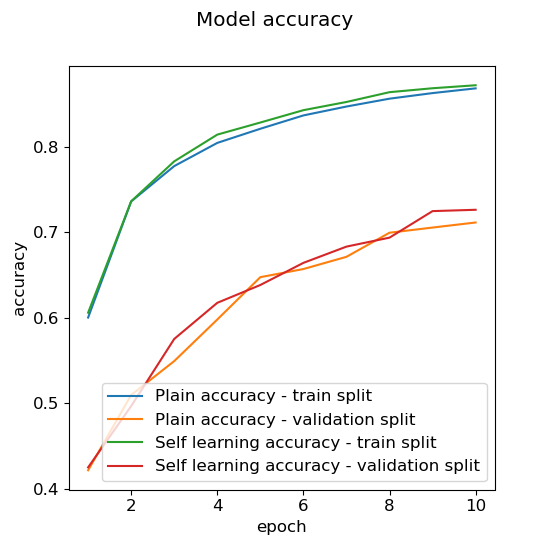 Model accuracy
accuracy
0.8
0.7
0.6
0.5
0.4
Plain accuracy - train split
Plain accuracy - validation split
Self learning accuracy - train split
Self learning accuracy - validation split
2
4
6
8
10
epoch